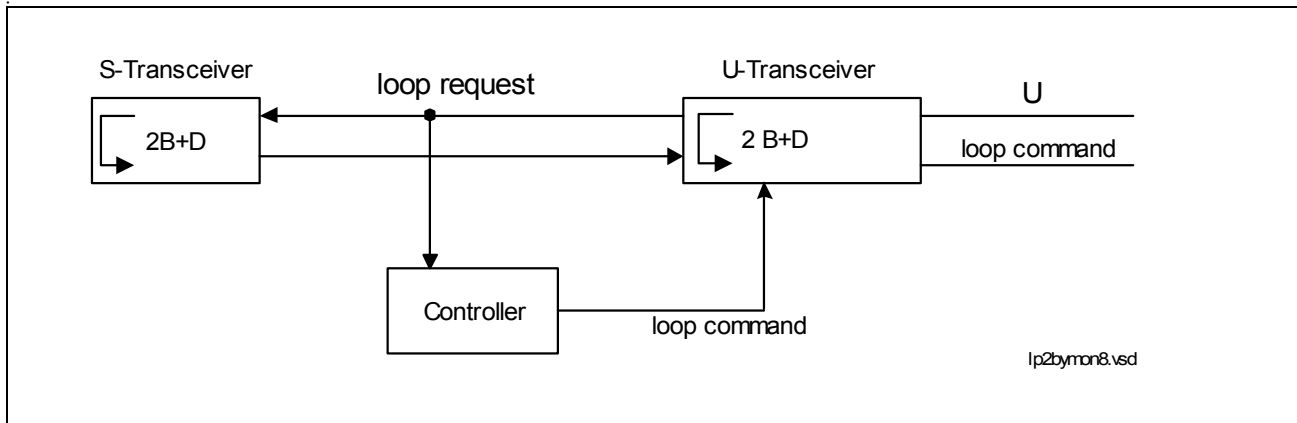 S-Transceiver
loop request
U-Transceiver
U
2B+D
2 B+D
loop command
Controller
loop command
lp2bymon8.vsd